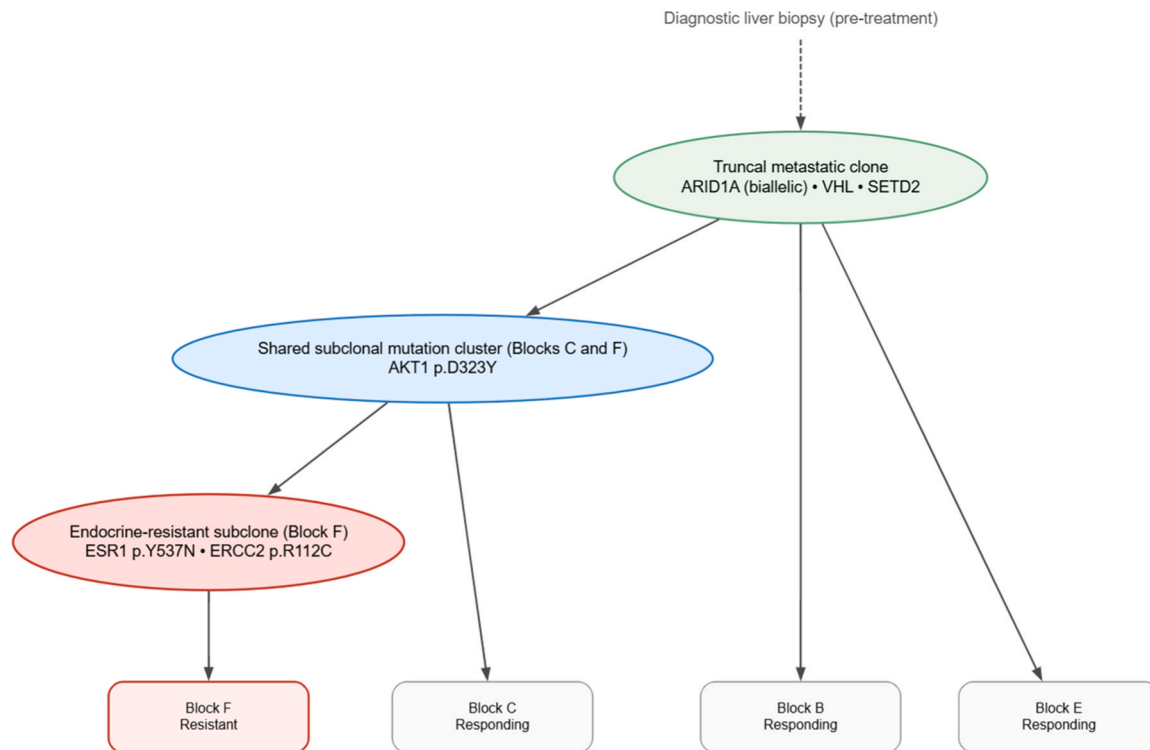 Diagnostic liver biopsy (pre-treatment)
Truncal metastatic clone
ARID1A (biallelic) • VHL • SETD2
Shared subclonal mutation cluster (Blocks C and F)
AKT1 p.D323Y
Endocrine-resistant subclone (Block F)
ESR1 p.Y537N • ERCC2 p.R112C
Block F
Resistant
Block C
Responding
Block B
Responding
Block E
Responding